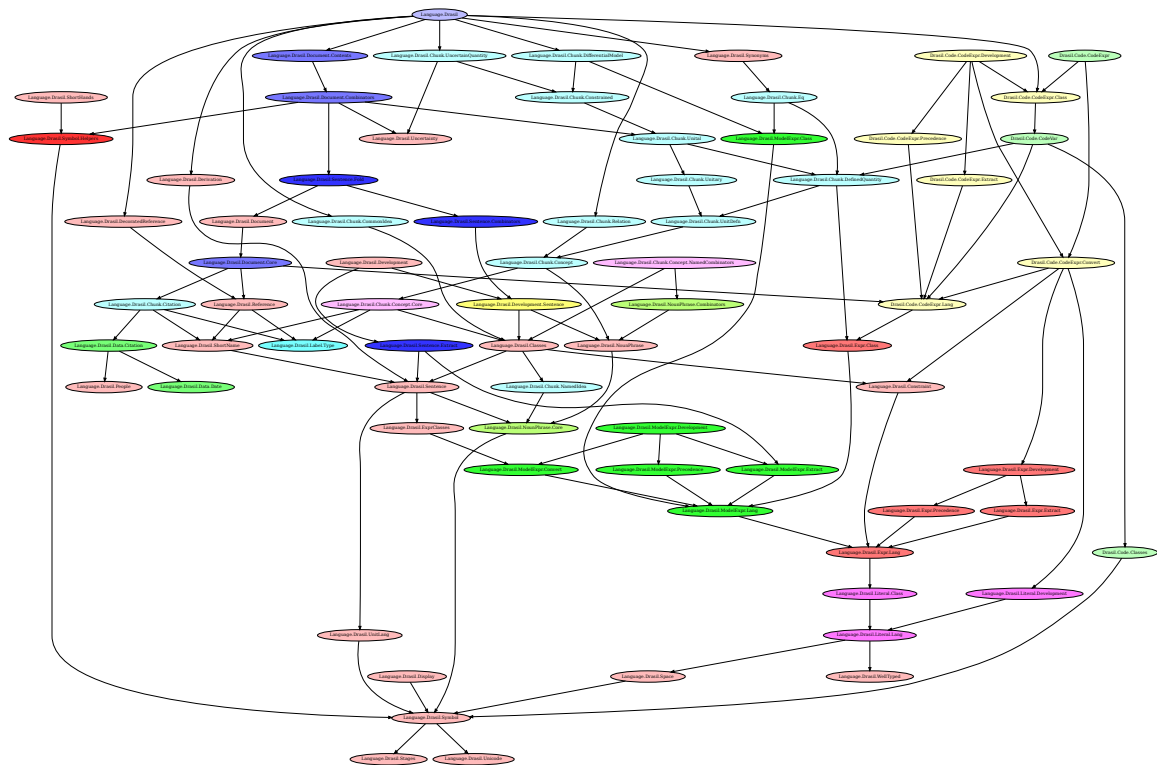 Language.Drasil
Language.Drasil.Document.Contents
Language.Drasil.Chunk.UncertainQuantity
Language.Drasil.Chunk.DifferentialModel
Language.Drasil.Synonyms
Drasil.Code.CodeExpr.Development
Drasil.Code.CodeExpr
Language.Drasil.ShortHands
Language.Drasil.Document.Combinators
Language.Drasil.Chunk.Constrained
Language.Drasil.Chunk.Eq
Drasil.Code.CodeExpr.Class
Language.Drasil.Symbol.Helpers
Language.Drasil.Uncertainty
Language.Drasil.Chunk.Unital
Language.Drasil.ModelExpr.Class
Drasil.Code.CodeExpr.Precedence
Drasil.Code.CodeVar
Language.Drasil.Derivation
Language.Drasil.Sentence.Fold
Language.Drasil.Chunk.Unitary
Language.Drasil.Chunk.DefinedQuantity
Drasil.Code.CodeExpr.Extract
Language.Drasil.DecoratedReference
Language.Drasil.Document
Language.Drasil.Chunk.CommonIdea
Language.Drasil.Sentence.Combinators
Language.Drasil.Chunk.Relation
Language.Drasil.Chunk.UnitDefn
Language.Drasil.Document.Core
Language.Drasil.Development
Language.Drasil.Chunk.Concept
Language.Drasil.Chunk.Concept.NamedCombinators
Drasil.Code.CodeExpr.Convert
Language.Drasil.Chunk.Citation
Language.Drasil.Reference
Language.Drasil.Chunk.Concept.Core
Language.Drasil.Development.Sentence
Language.Drasil.NounPhrase.Combinators
Drasil.Code.CodeExpr.Lang
Language.Drasil.Data.Citation
Language.Drasil.ShortName
Language.Drasil.Label.Type
Language.Drasil.Sentence.Extract
Language.Drasil.Classes
Language.Drasil.NounPhrase
Language.Drasil.Expr.Class
Language.Drasil.People
Language.Drasil.Data.Date
Language.Drasil.Sentence
Language.Drasil.Chunk.NamedIdea
Language.Drasil.Constraint
Language.Drasil.ExprClasses
Language.Drasil.NounPhrase.Core
Language.Drasil.ModelExpr.Development
Language.Drasil.ModelExpr.Convert
Language.Drasil.ModelExpr.Precedence
Language.Drasil.ModelExpr.Extract
Language.Drasil.Expr.Development
Language.Drasil.ModelExpr.Lang
Language.Drasil.Expr.Precedence
Language.Drasil.Expr.Extract
Language.Drasil.Expr.Lang
Drasil.Code.Classes
Language.Drasil.Literal.Class
Language.Drasil.Literal.Development
Language.Drasil.UnitLang
Language.Drasil.Literal.Lang
Language.Drasil.Display
Language.Drasil.Space
Language.Drasil.WellTyped
Language.Drasil.Symbol
Language.Drasil.Stages
Language.Drasil.Unicode